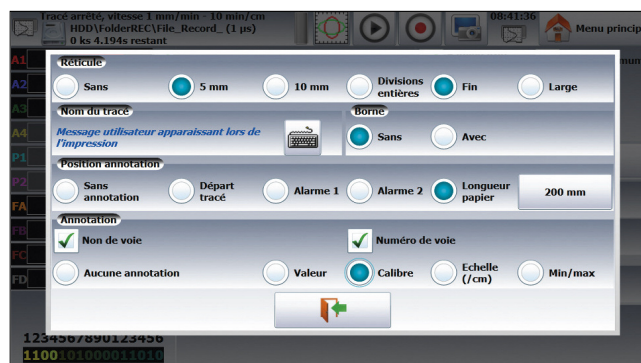 Tracé arrêté, vitesse 1 mm/min - 10 min/cm
HDD\FolderREC\File_Record_ (1 µs)
0 ks 4.194s restant
08:41:36
Menu princip
Réticule
Sans
5 mm
10 mm
Divisions entières
Fin
Large
Nom du tracé
Message utilisateur apparaissant lors de
l'impression
Borne
Sans
Avec
Position annotation
Sans annotation
Départ tracé
Alarme 1
Alarme 2
Longueur papier
200 mm
Annotation
Non de voie
Numéro de voie
Aucune annotation
Valeur
Calibre
Echelle (/cm)
Min/max
A1
A2
A3
A4
P1
P2
FA
FB
FC
FD
1234567890123456
1100101000011010